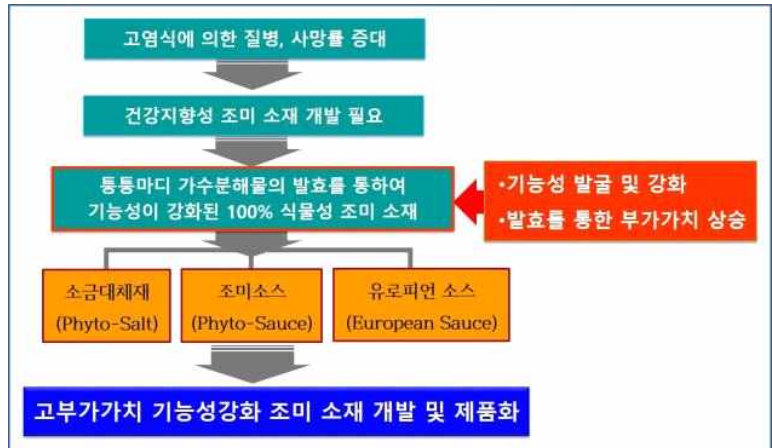 고염식에 의한 질병, 사망률 증대
건강지향성 조미 소재 개발 필요
퉁퉁마디 가수분해물의 발효를 통하여
기능성이 강화된 100% 식물성 조미 소재
•기능성 발굴 및 강화
•발효를 통한 부가가치 상승
소금대체재
(Phyto-Salt)
조미소스
(Phyto-Sauce)
유로피언 소스
(European Sauce)
고부가가치 기능성강화 조미 소재 개발 및 제품화